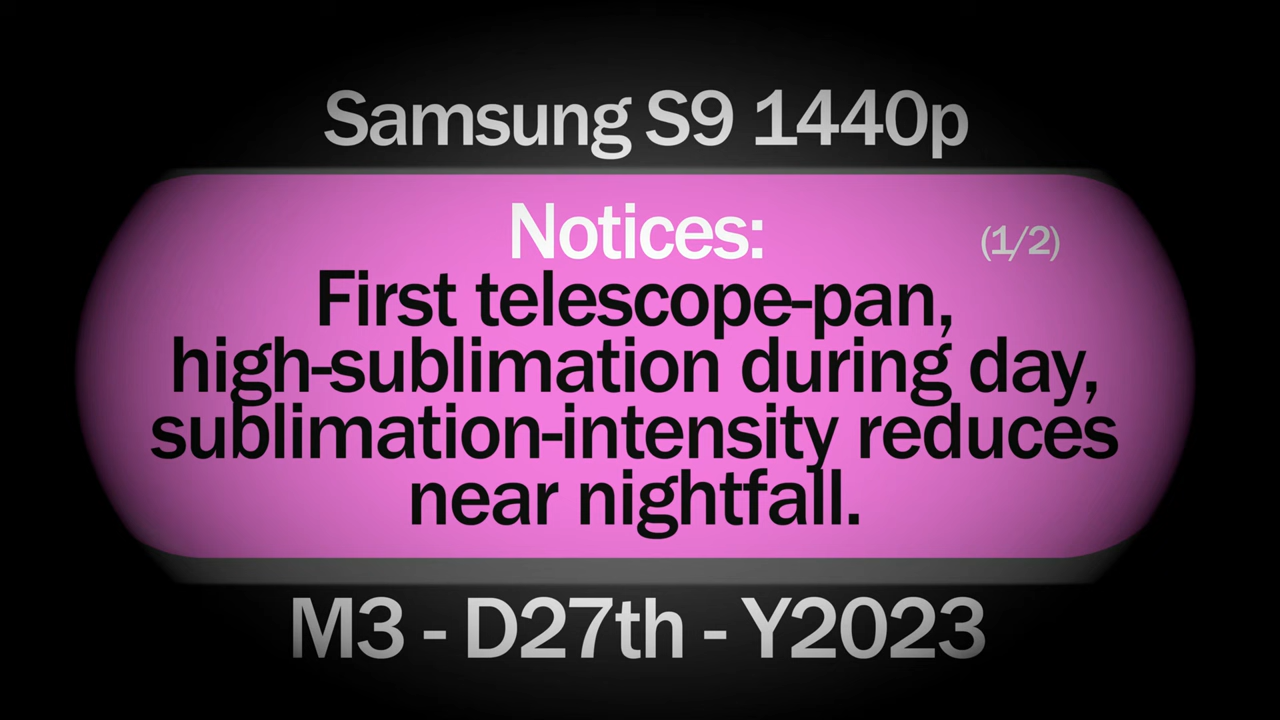 Samsung S9 1440p
Notices:
(1/2)
First telescope-pan,
high-sublimation during day,
sublimation-intensity reduces
near nightfall.
M3 - D27th - Y2023